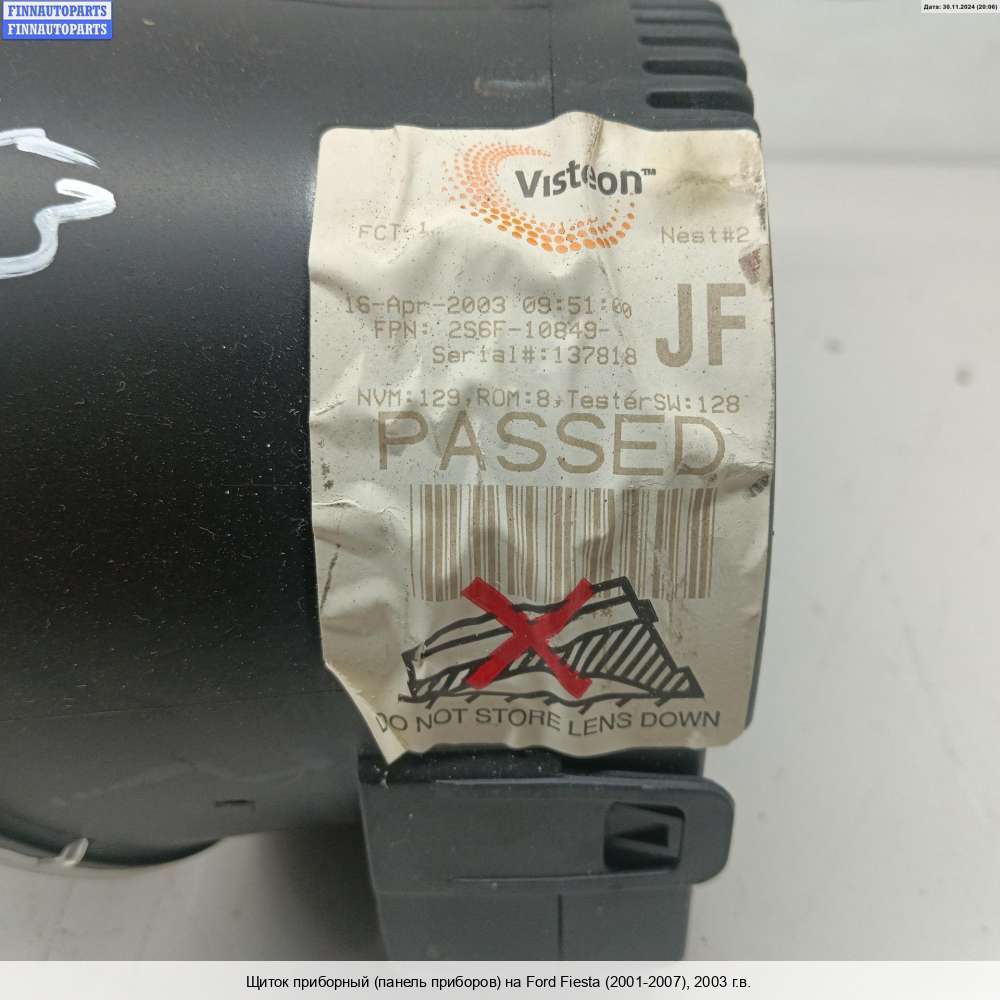 FINNAUTOPARTS
FINNAUTOPARTS
Дата: 30.11.2024 (20:06)
Visteon™
FCT-1
Nest#2
16-Apr-2003 09:51:00
JF
FPN: 2S6F-10849-
Serial#:137818
NVM:129,ROM:8,TesterSW:128
PASSED
DO NOT STORE LENS DOWN
Щиток приборный (панель приборов) на Ford Fiesta (2001-2007), 2003 г.в.